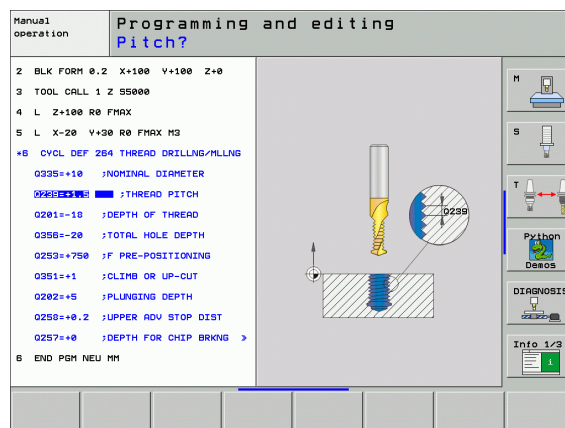 Manual
operation
Programming and editing
Pitch?
2 BLK FORM 0.2 X+100 Y+100 Z+0
3 TOOL CALL 1 Z S5000
4 L Z+100 R0 FMAX
5 L X-20 Y+30 R0 FMAX M3
*6 CYCL DEF 264 THREAD DRILLNG/MLLNG
Q335=+10 ;NOMINAL DIAMETER
Q239=+1.5 ;THREAD PITCH
Q201=-18 ;DEPTH OF THREAD
Q356=-20 ;TOTAL HOLE DEPTH
Q253=+750 ;F PRE-POSITIONING
Q351=+1 ;CLIMB OR UP-CUT
Q202=+5 ;PLUNGING DEPTH
Q258=+0.2 ;UPPER ADV STOP DIST
Q257=+0 ;DEPTH FOR CHIP BRKNG »
6 END PGM NEU MM
Q239
M
S
T
Python
Demos
DIAGNOSIS
Info 1/3
i